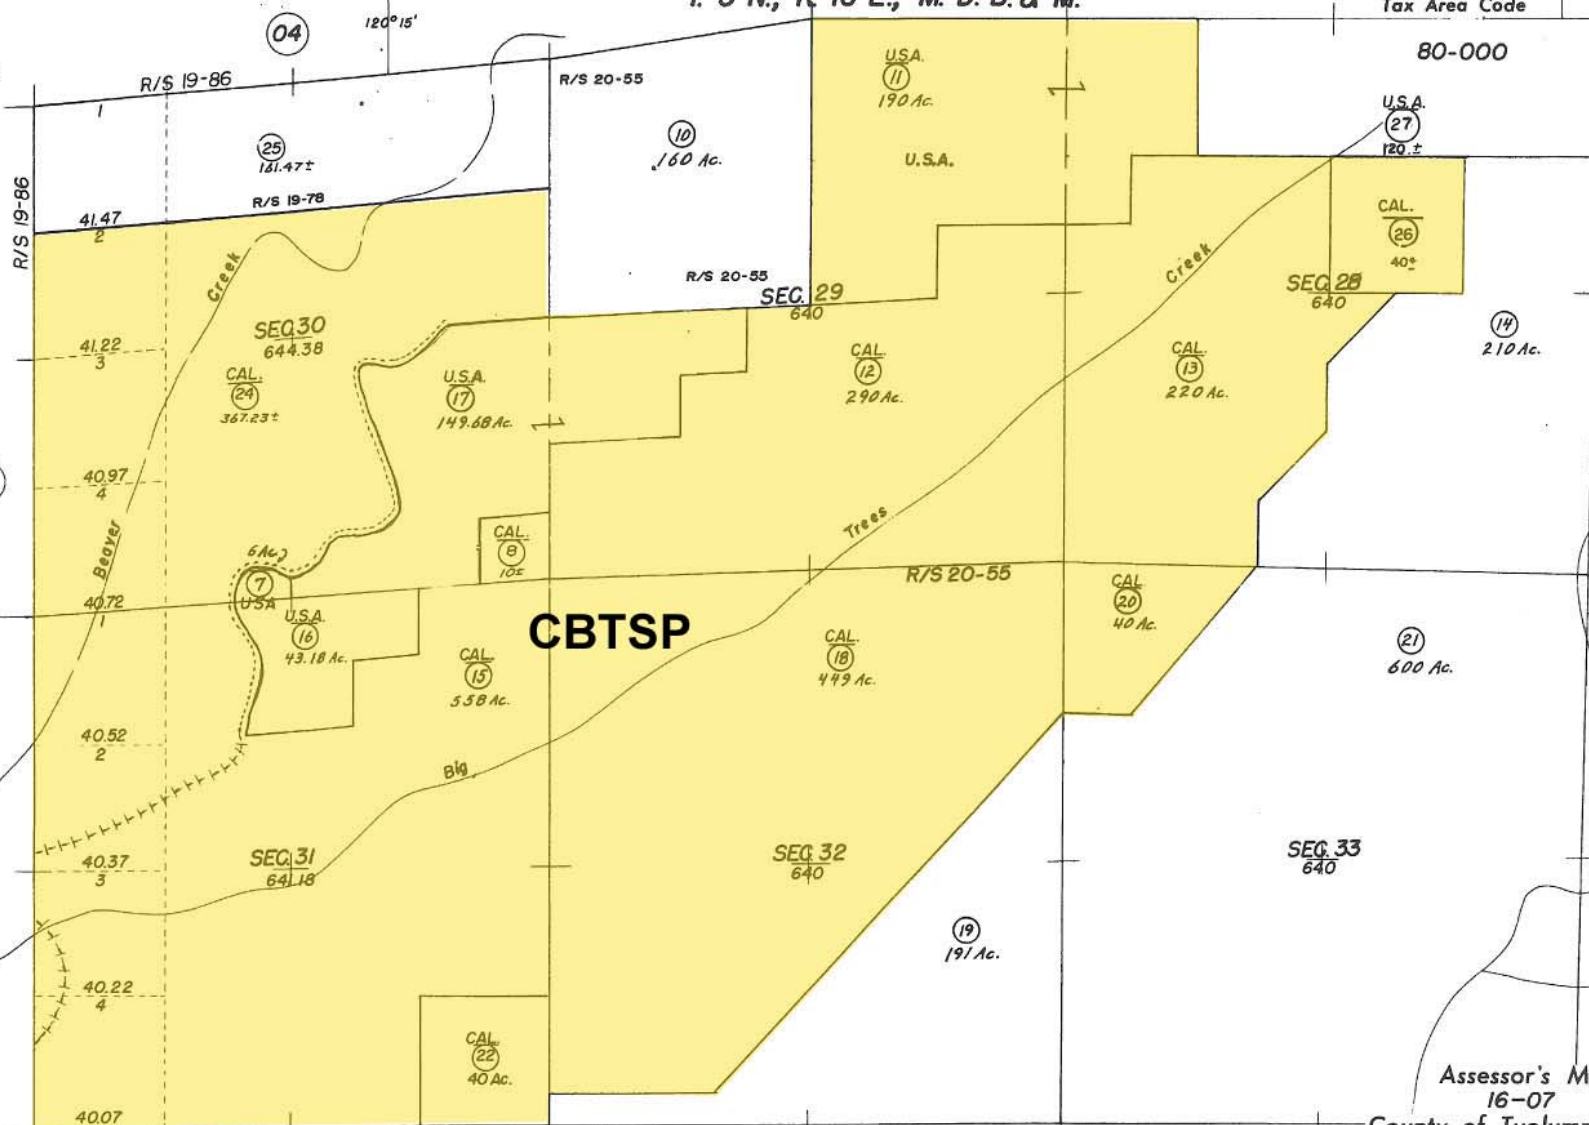 Tax Area Code
80-000
04
120°15'
R/S 19-86
R/S 20-55
1
25
161.47±
10
160 Ac.
U.S.A.
11
190 Ac.
U.S.A.
U.S.A.
27
120.±
R/S 19-86
R/S 19-78
41.47
2
CAL.
26
40±
Creek
Creek
R/S 20-55
SEC. 29
640
SEC. 28
640
SEC. 30
644.38
41.22
3
14
210 Ac.
CAL.
24
367.23±
U.S.A.
17
149.68 Ac.
CAL.
12
290 Ac.
CAL.
13
220 Ac.
40.97
4
Beaver
Trees
CAL.
8
10±
6 Ac.
7
USA
R/S 20-55
40.72
1
U.S.A.
16
43.18 Ac.
CBTSP
CAL.
20
40 Ac.
CAL.
15
558 Ac.
CAL.
18
449 Ac.
21
600 Ac.
40.52
2
Big
40.37
3
SEC. 31
641.18
SEC. 32
640
SEC. 33
640
19
191 Ac.
40.22
4
CAL.
22
40 Ac.
40.07
Assessor's M
16-07